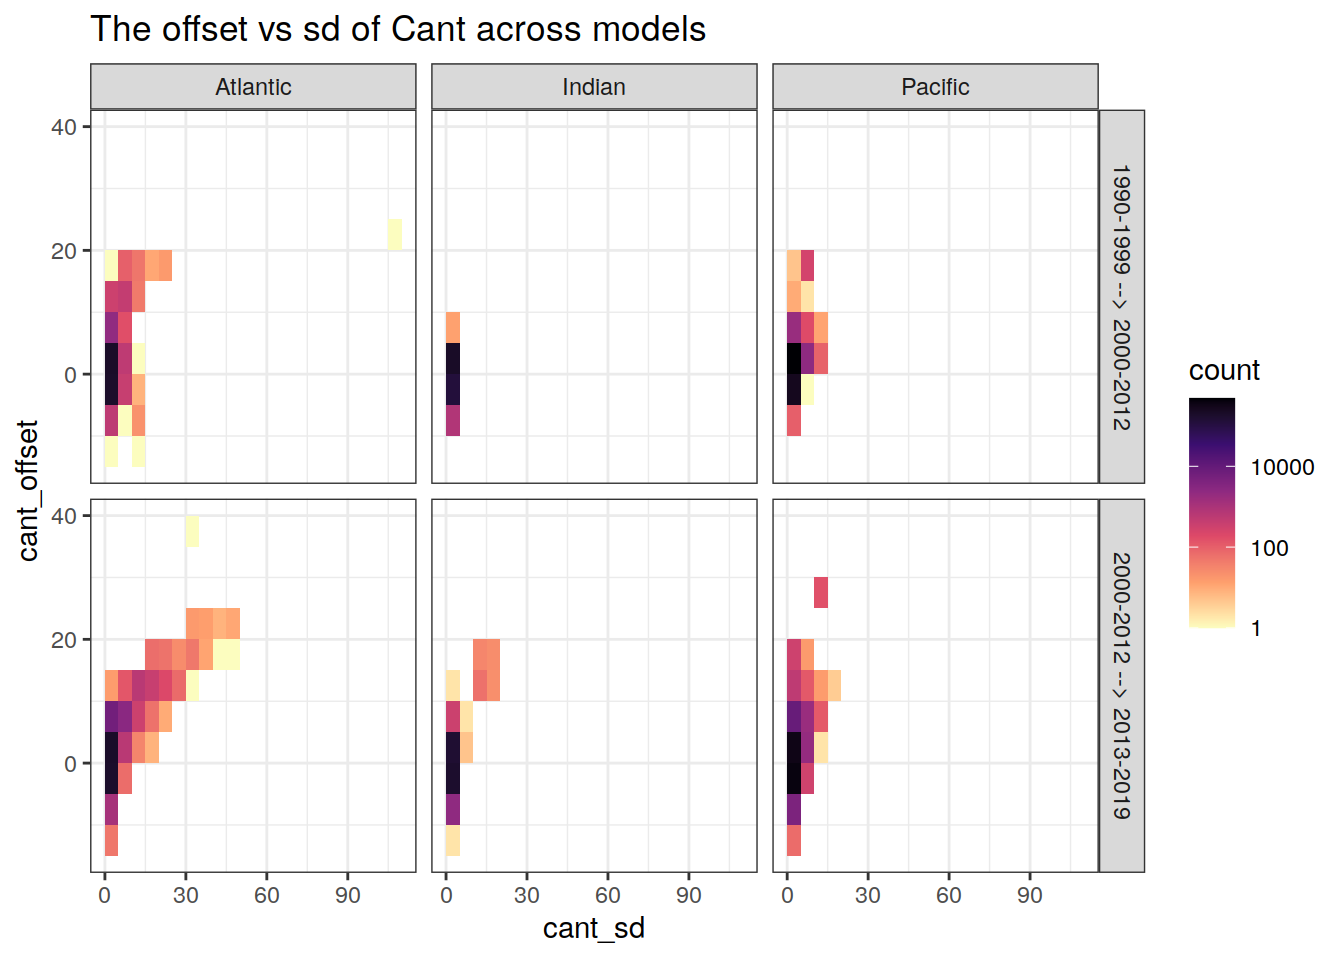 The offset vs sd of Cant across models
Atlantic
Indian
Pacific
40
20
0
1990-1999 --> 2000-2012
40
20
0
2000-2012 --> 2013-2019
cant_offset
0 30 60 90
0 30 60 90
0 30 60 90
cant_sd
count
10000
100
1